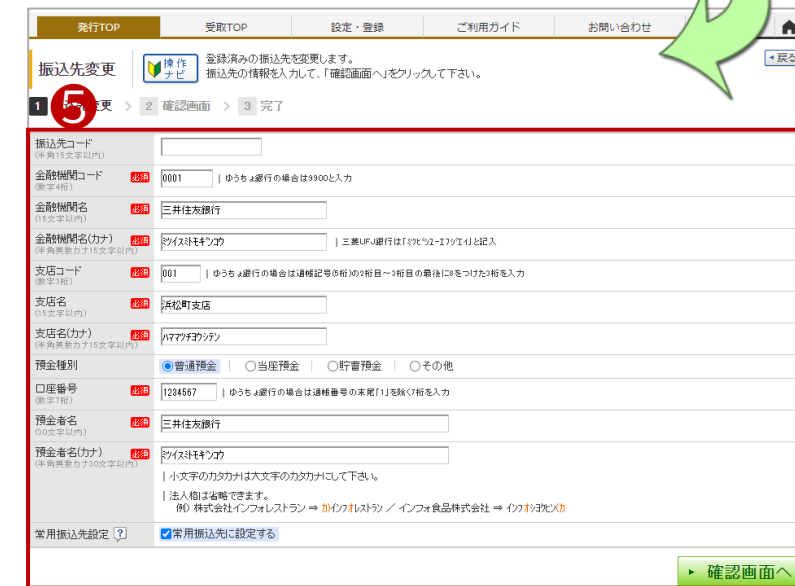 発行TOP 受取TOP 設定・登録 ご利用ガイド お問い合わせ
振込先変更 操作ナビ 登録済みの振込先を変更します。
振込先の情報を入力して、「確認画面へ」をクリックして下さい。
戻る
1 変更 > 2 確認画面 > 3 完了
5
振込先コード
(半角15文字以内)
金融機関コード 必須 0001 | ゆうちょ銀行の場合は9900と入力
(数字4桁)
金融機関名 必須 三井住友銀行
(15文字以内)
金融機関名(カナ) 必須 ﾐﾂｲｽﾐﾄﾓｷﾞﾝｺｳ | 三菱UFJ銀行は「ﾐﾂﾋﾞｼﾕｰｴﾌｼﾞｴｲ」と記入
(半角英数カナ15文字以内)
支店コード 必須 001 | ゆうちょ銀行の場合は通帳記号(5桁)の2桁目～3桁目の最後に8をつけた3桁を入力
(数字3桁)
支店名 必須 浜松町支店
(15文字以内)
支店名(カナ) 必須 ﾊﾏﾏﾂﾁﾖｳｼﾃﾝ
(半角英数カナ15文字以内)
預金種別 普通預金 | 当座預金 | 貯蓄預金 | その他
口座番号 必須 1234567 | ゆうちょ銀行の場合は通帳番号の末尾「1」を除く7桁を入力
(数字7桁)
預金者名 必須 三井住友銀行
(30文字以内)
預金者名(カナ) 必須 ﾐﾂｲｽﾐﾄﾓｷﾞﾝｺｳ
(半角英数カナ30文字以内)
| 小文字のカタカナは大文字のカタカナにして下さい。
| 法人格は省略できます。
例) 株式会社インフォレストラン ⇒ ｶ)ｲﾝﾌｵﾚｽﾄﾗﾝ ／ インフォ食品株式会社 ⇒ ｲﾝﾌｵｼﾖｸﾋﾝ(ｶ
常用振込先設定 ? 常用振込先に設定する
確認画面へ